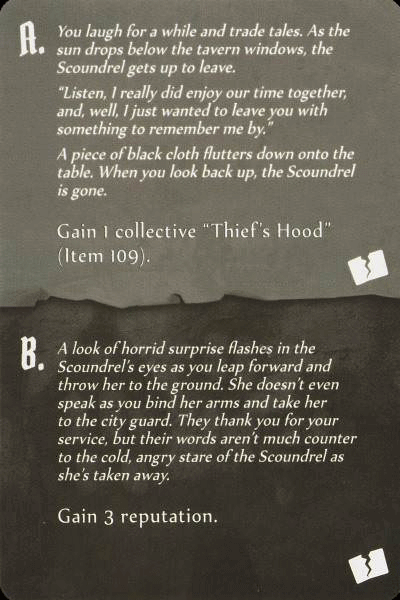 A. You laugh for a while and trade tales. As the
sun drops below the tavern windows, the
Scoundrel gets up to leave.
“Listen, I really did enjoy our time together,
and, well, I just wanted to leave you with
something to remember me by.”
A piece of black cloth flutters down onto the
table. When you look back up, the Scoundrel
is gone.
Gain 1 collective “Thief’s Hood”
(Item 109).
B. A look of horrid surprise flashes in the
Scoundrel’s eyes as you leap forward and
throw her to the ground. She doesn’t even
speak as you bind her arms and take her
to the city guard. They thank you for your
service, but their words aren’t much counter
to the cold, angry stare of the Scoundrel as
she’s taken away.
Gain 3 reputation.